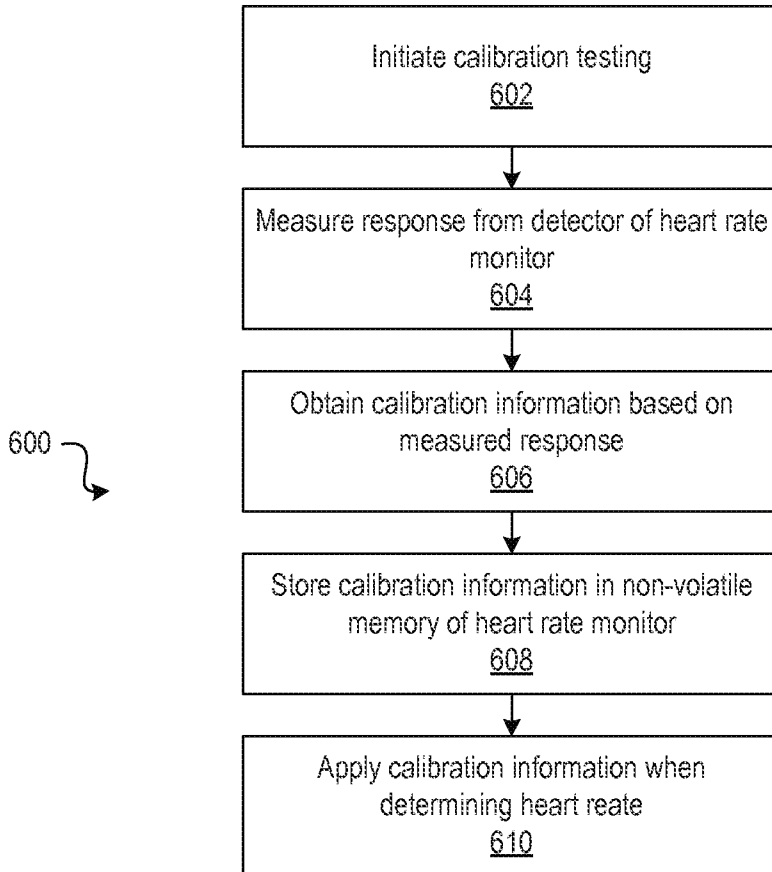 Initiate calibration testing
602
Measure response from detector of heart rate
monitor
604
Obtain calibration information based on
measured response
606
600
Store calibration information in non-volatile
memory of heart rate monitor
608
Apply calibration information when
determining heart reate
610